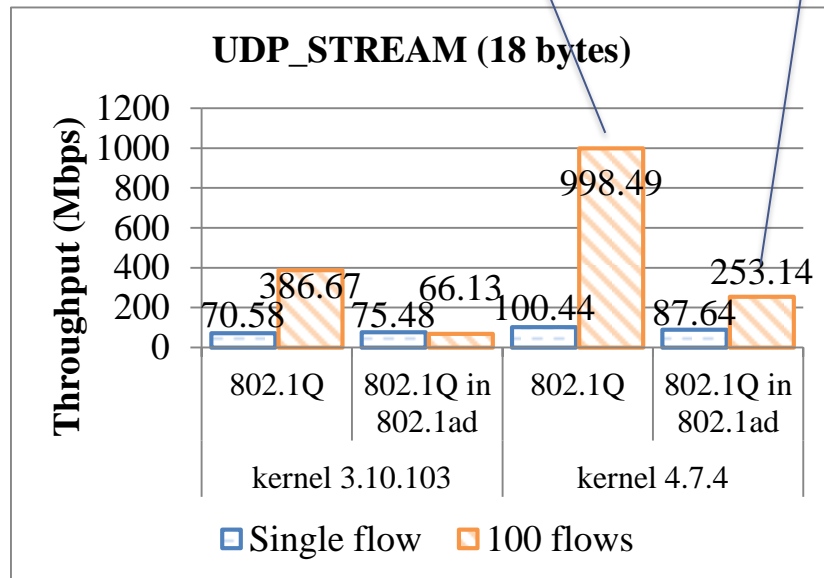 UDP_STREAM (18 bytes)
Throughput (Mbps)
1200
1000
800
600
400
200
0
70.58
386.67
75.48
66.13
100.44
998.49
87.64
253.14
802.1Q
802.1Q in
802.1ad
802.1Q
802.1Q in
802.1ad
kernel 3.10.103
kernel 4.7.4
Single flow
100 flows